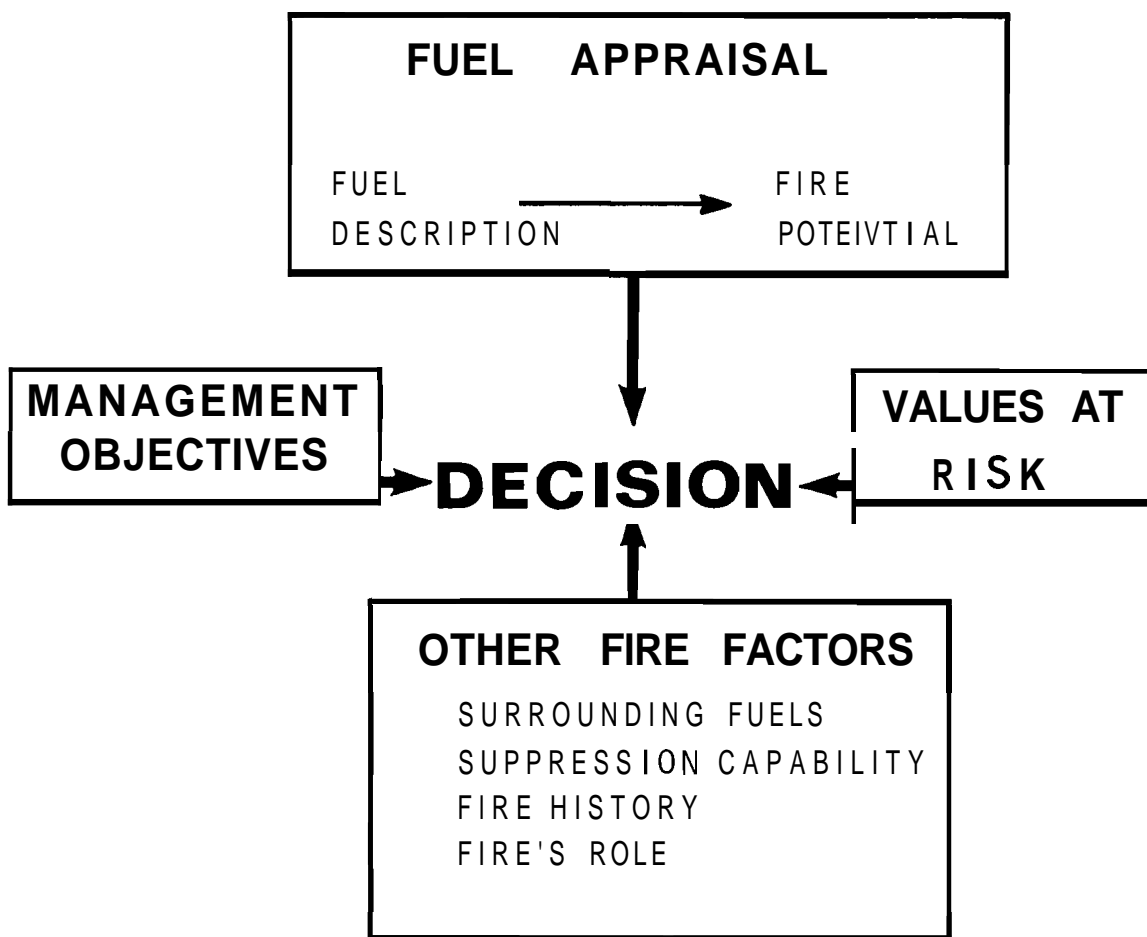 FUEL APPRAISAL
FUEL DESCRIPTION
FIRE POTEIVTIAL
MANAGEMENT
OBJECTIVES
DECISION
VALUES AT
RISK
OTHER FIRE FACTORS
SURROUNDING FUELS
SUPPRESSION CAPABILITY
FIRE HISTORY
FIRE'S ROLE